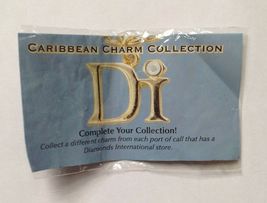 CARIBBEAN CHARM COLLECTION
Di
Complete Your Collection!
Collect a different charm from each port of call that has a
Diamonds International store.